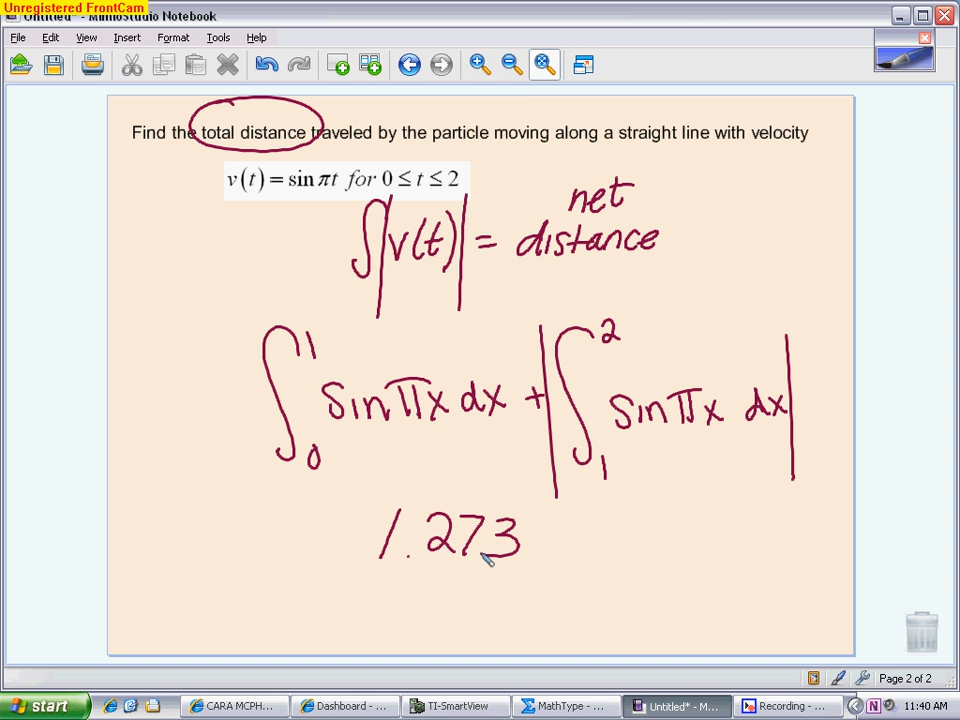 Unregistered FrontCam
Untitled* - MimioStudio Notebook
File Edit View Insert Format Tools Help
Find the total distance traveled by the particle moving along a straight line with velocity
v(t) = sin πt for 0 ≤ t ≤ 2
net
∫|v(t)| = distance
∫₀¹ sin πx dx + |∫₁² sin πx dx|
1.273
Page 2 of 2
start CARA MCPH... Dashboard - ... TI-SmartView MathType - ... Untitled* - M... Recording - ... 11:40 AM